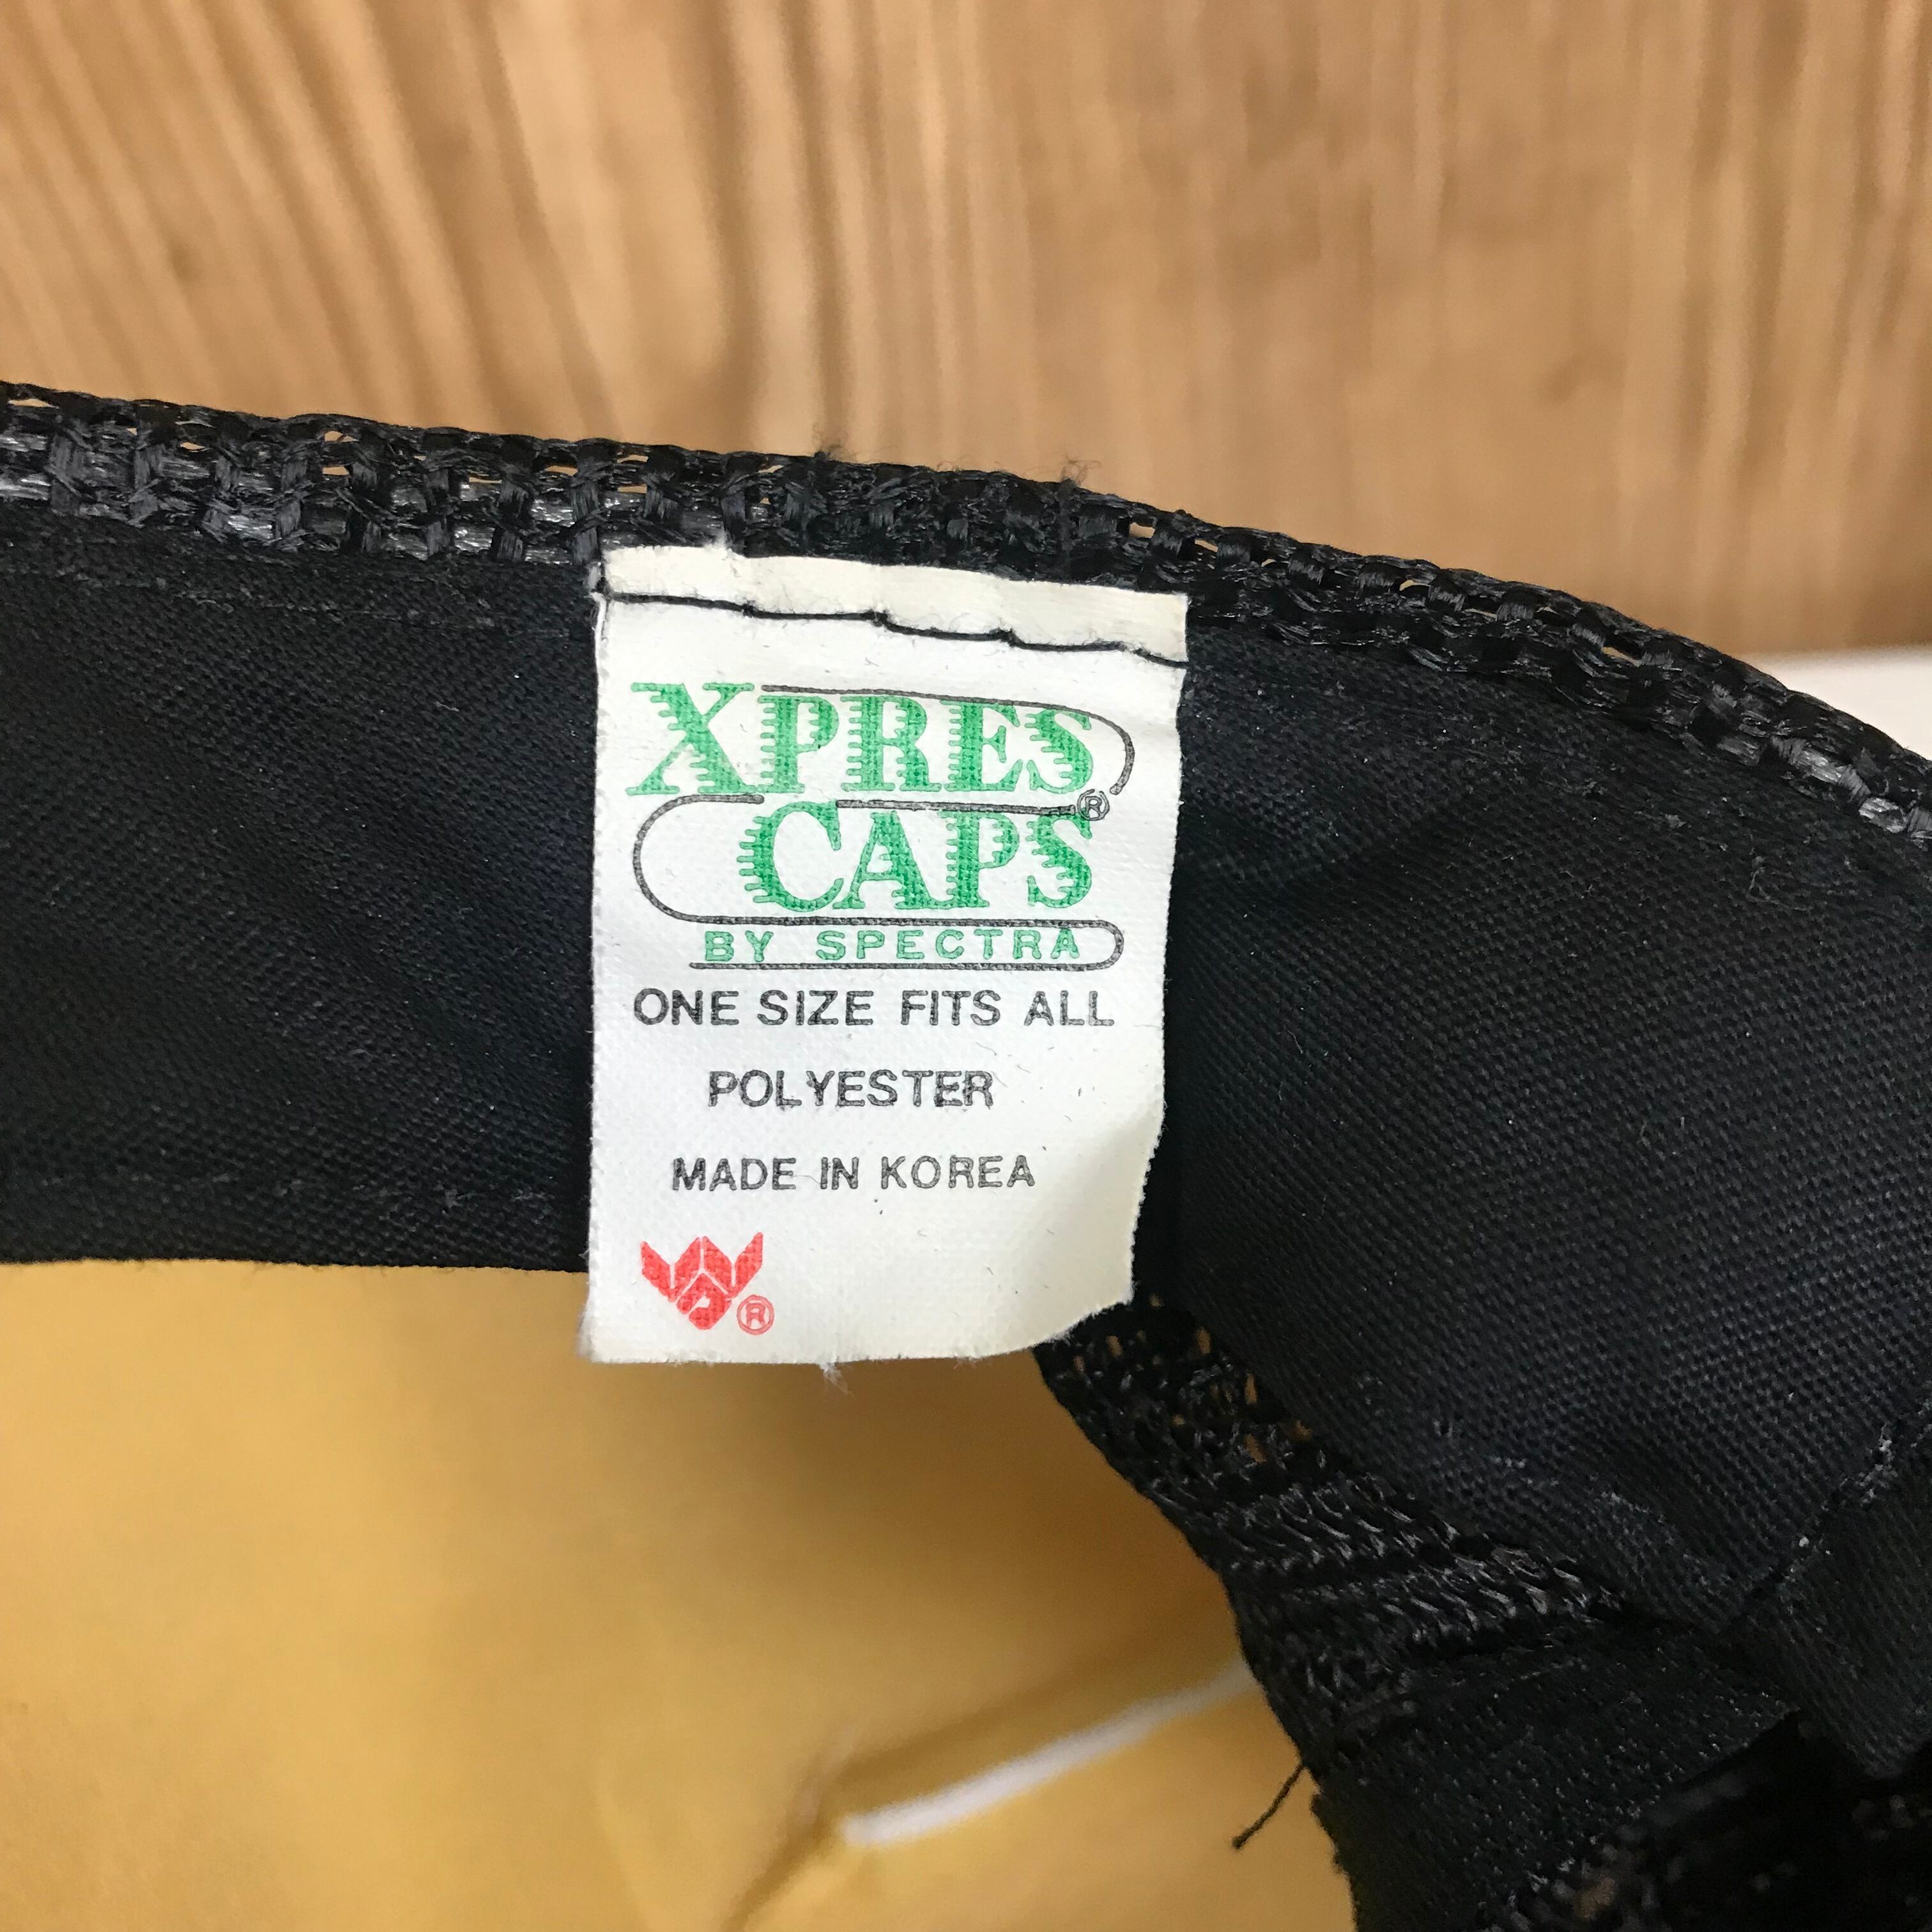 XPRES
CAPS®
BY SPECTRA
ONE SIZE FITS ALL
POLYESTER
MADE IN KOREA
®